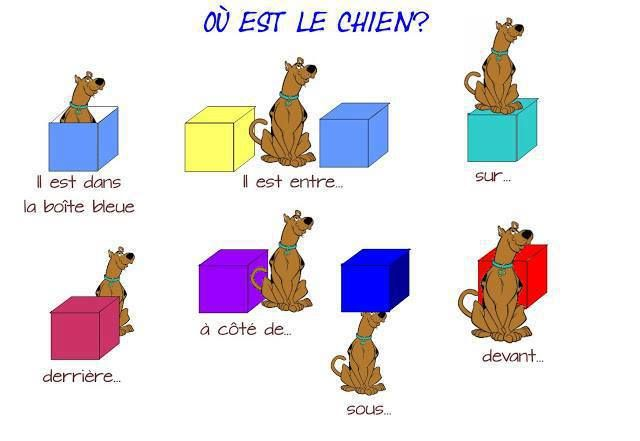 OÙ EST LE CHIEN?
Il est dans
la boîte bleue
Il est entre...
sur...
derrière...
à côté de...
sous...
devant...